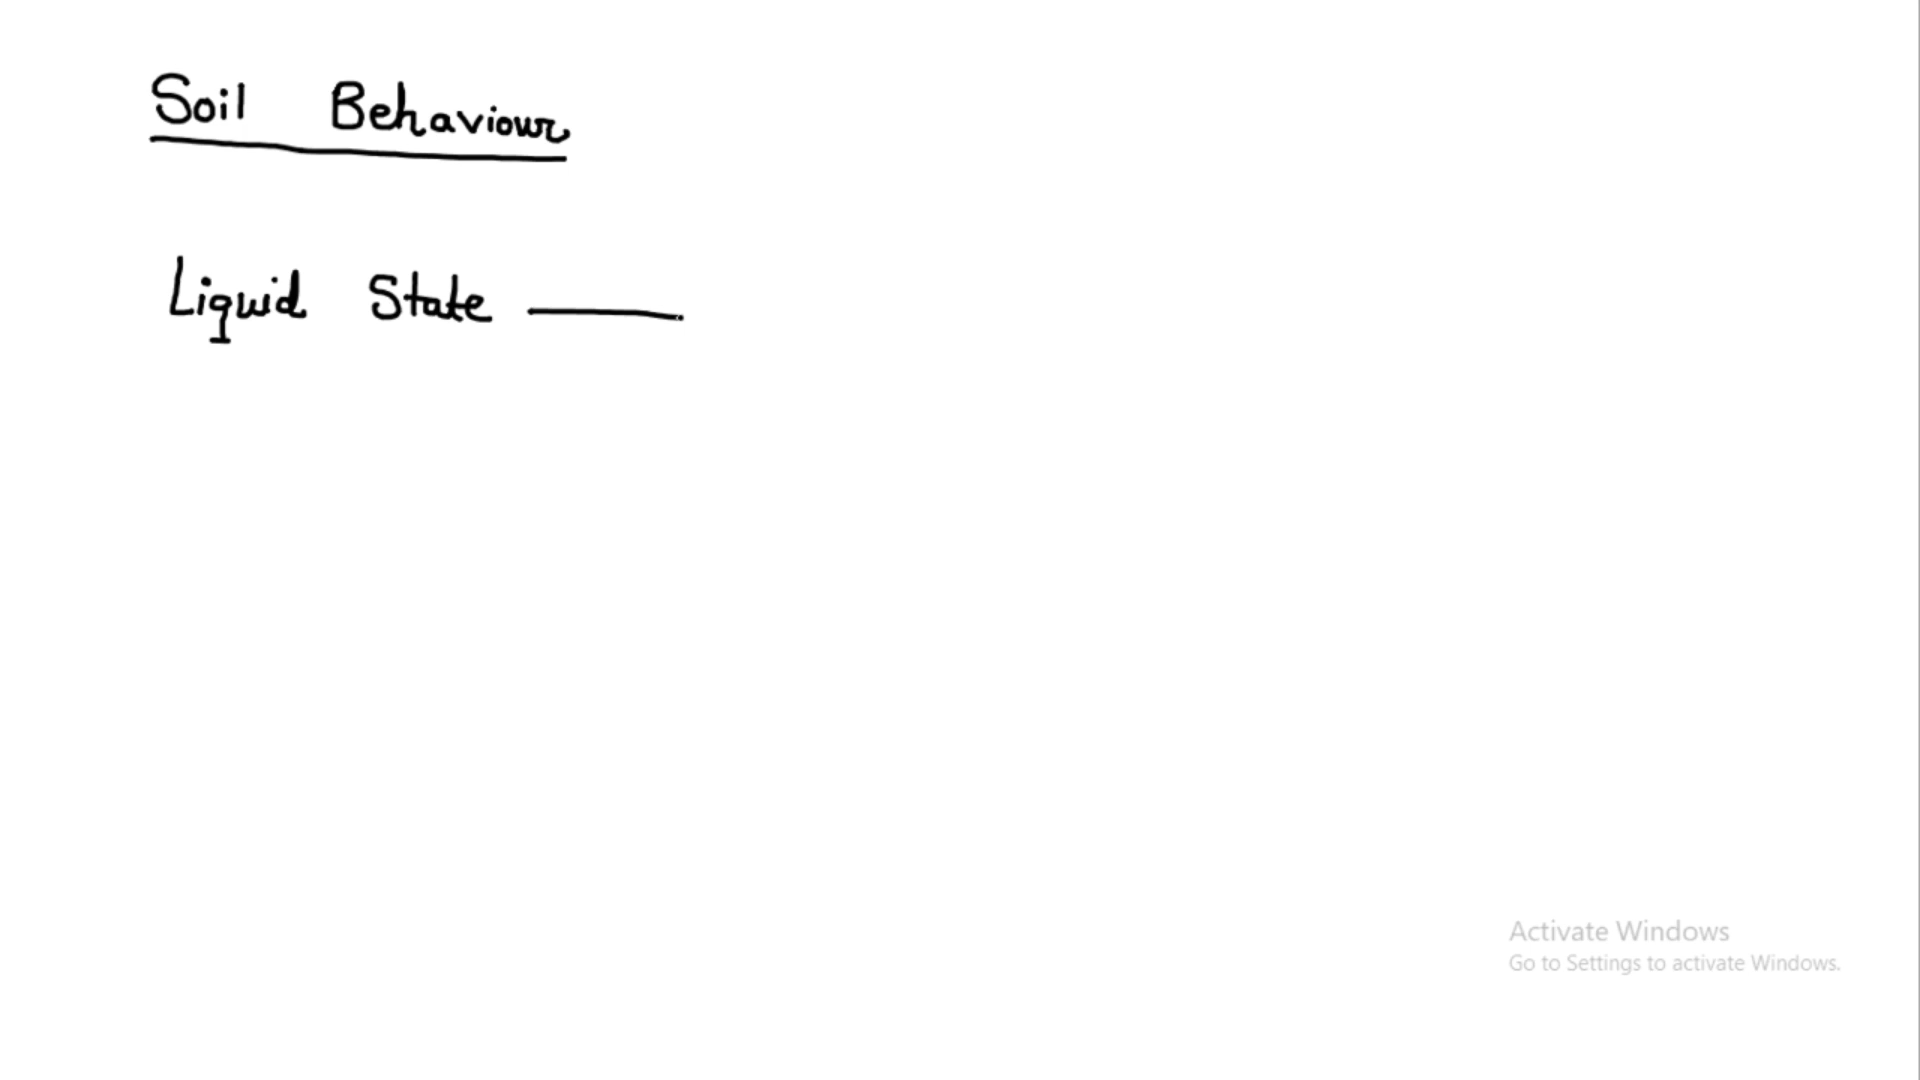 Soil Behaviour
Liquid State
Activate Windows
Go to Settings to activate Windows.